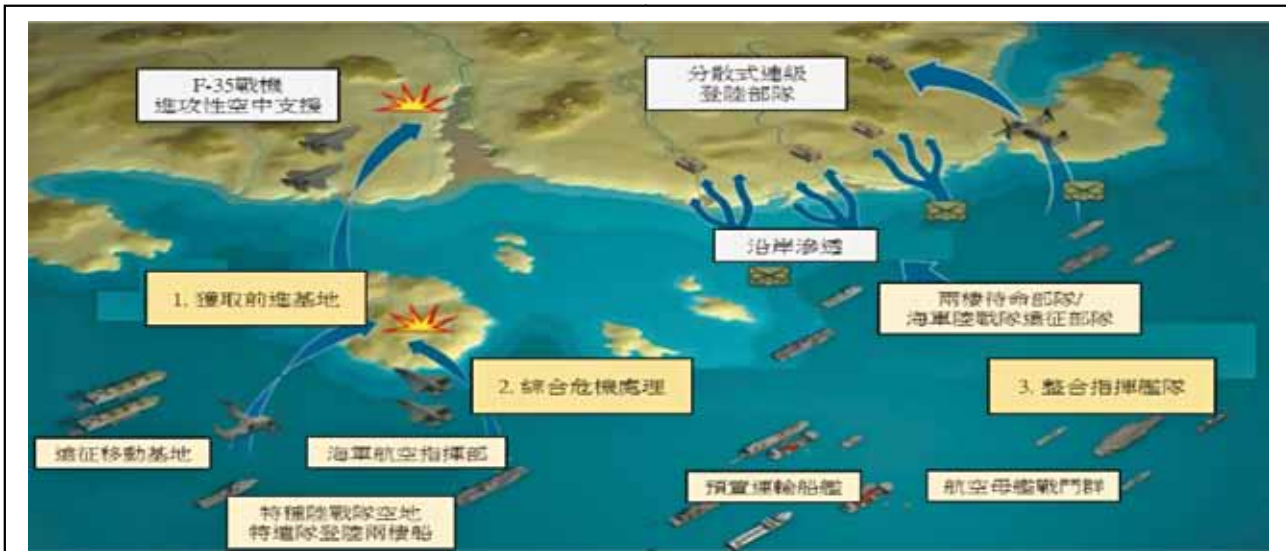 F-35戰機
進攻性空中支援
分散式連級
登陸部隊
沿岸滲透
1. 獲取前進基地
兩棲待命部隊/
海軍陸戰隊遠征部隊
2. 綜合危機處理
3. 整合指揮艦隊
遠征移動基地
海軍航空指揮部
預置運輸船艦
航空母艦戰鬥群
特種陸戰隊空地
特遣隊登陸兩棲船